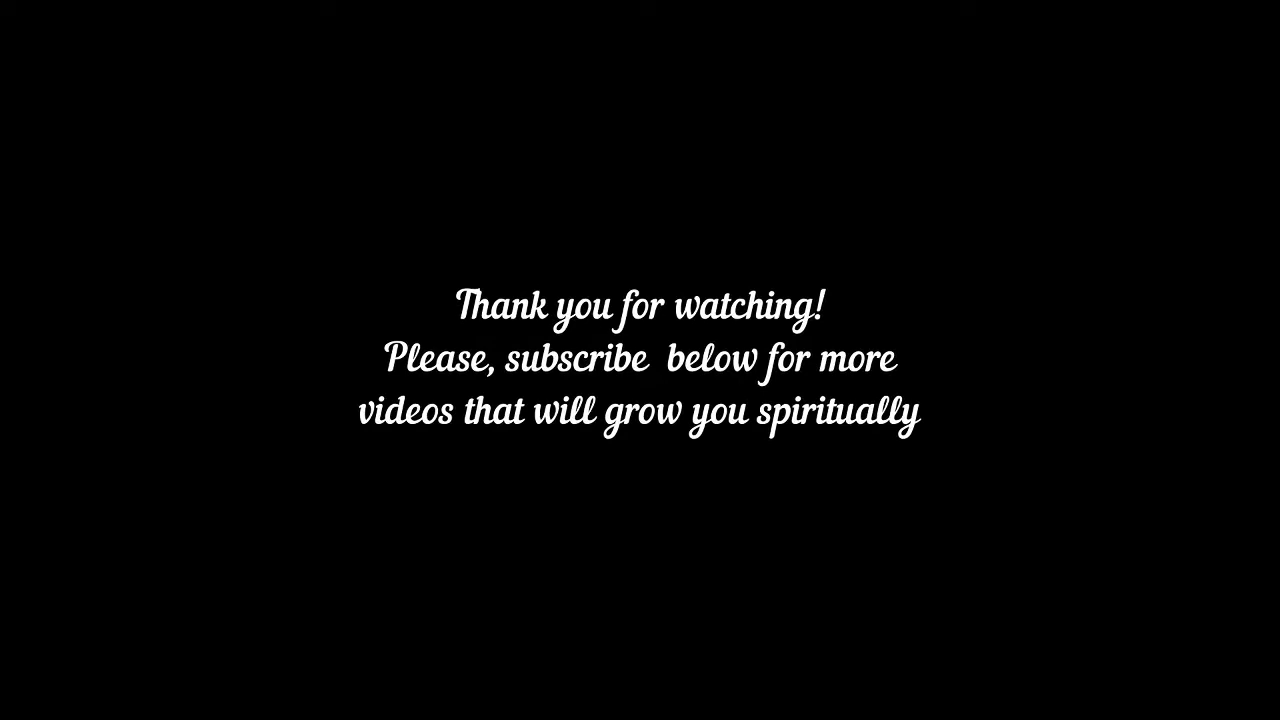 Thank you for watching!
Please, subscribe  below for more
videos that will grow you spiritually